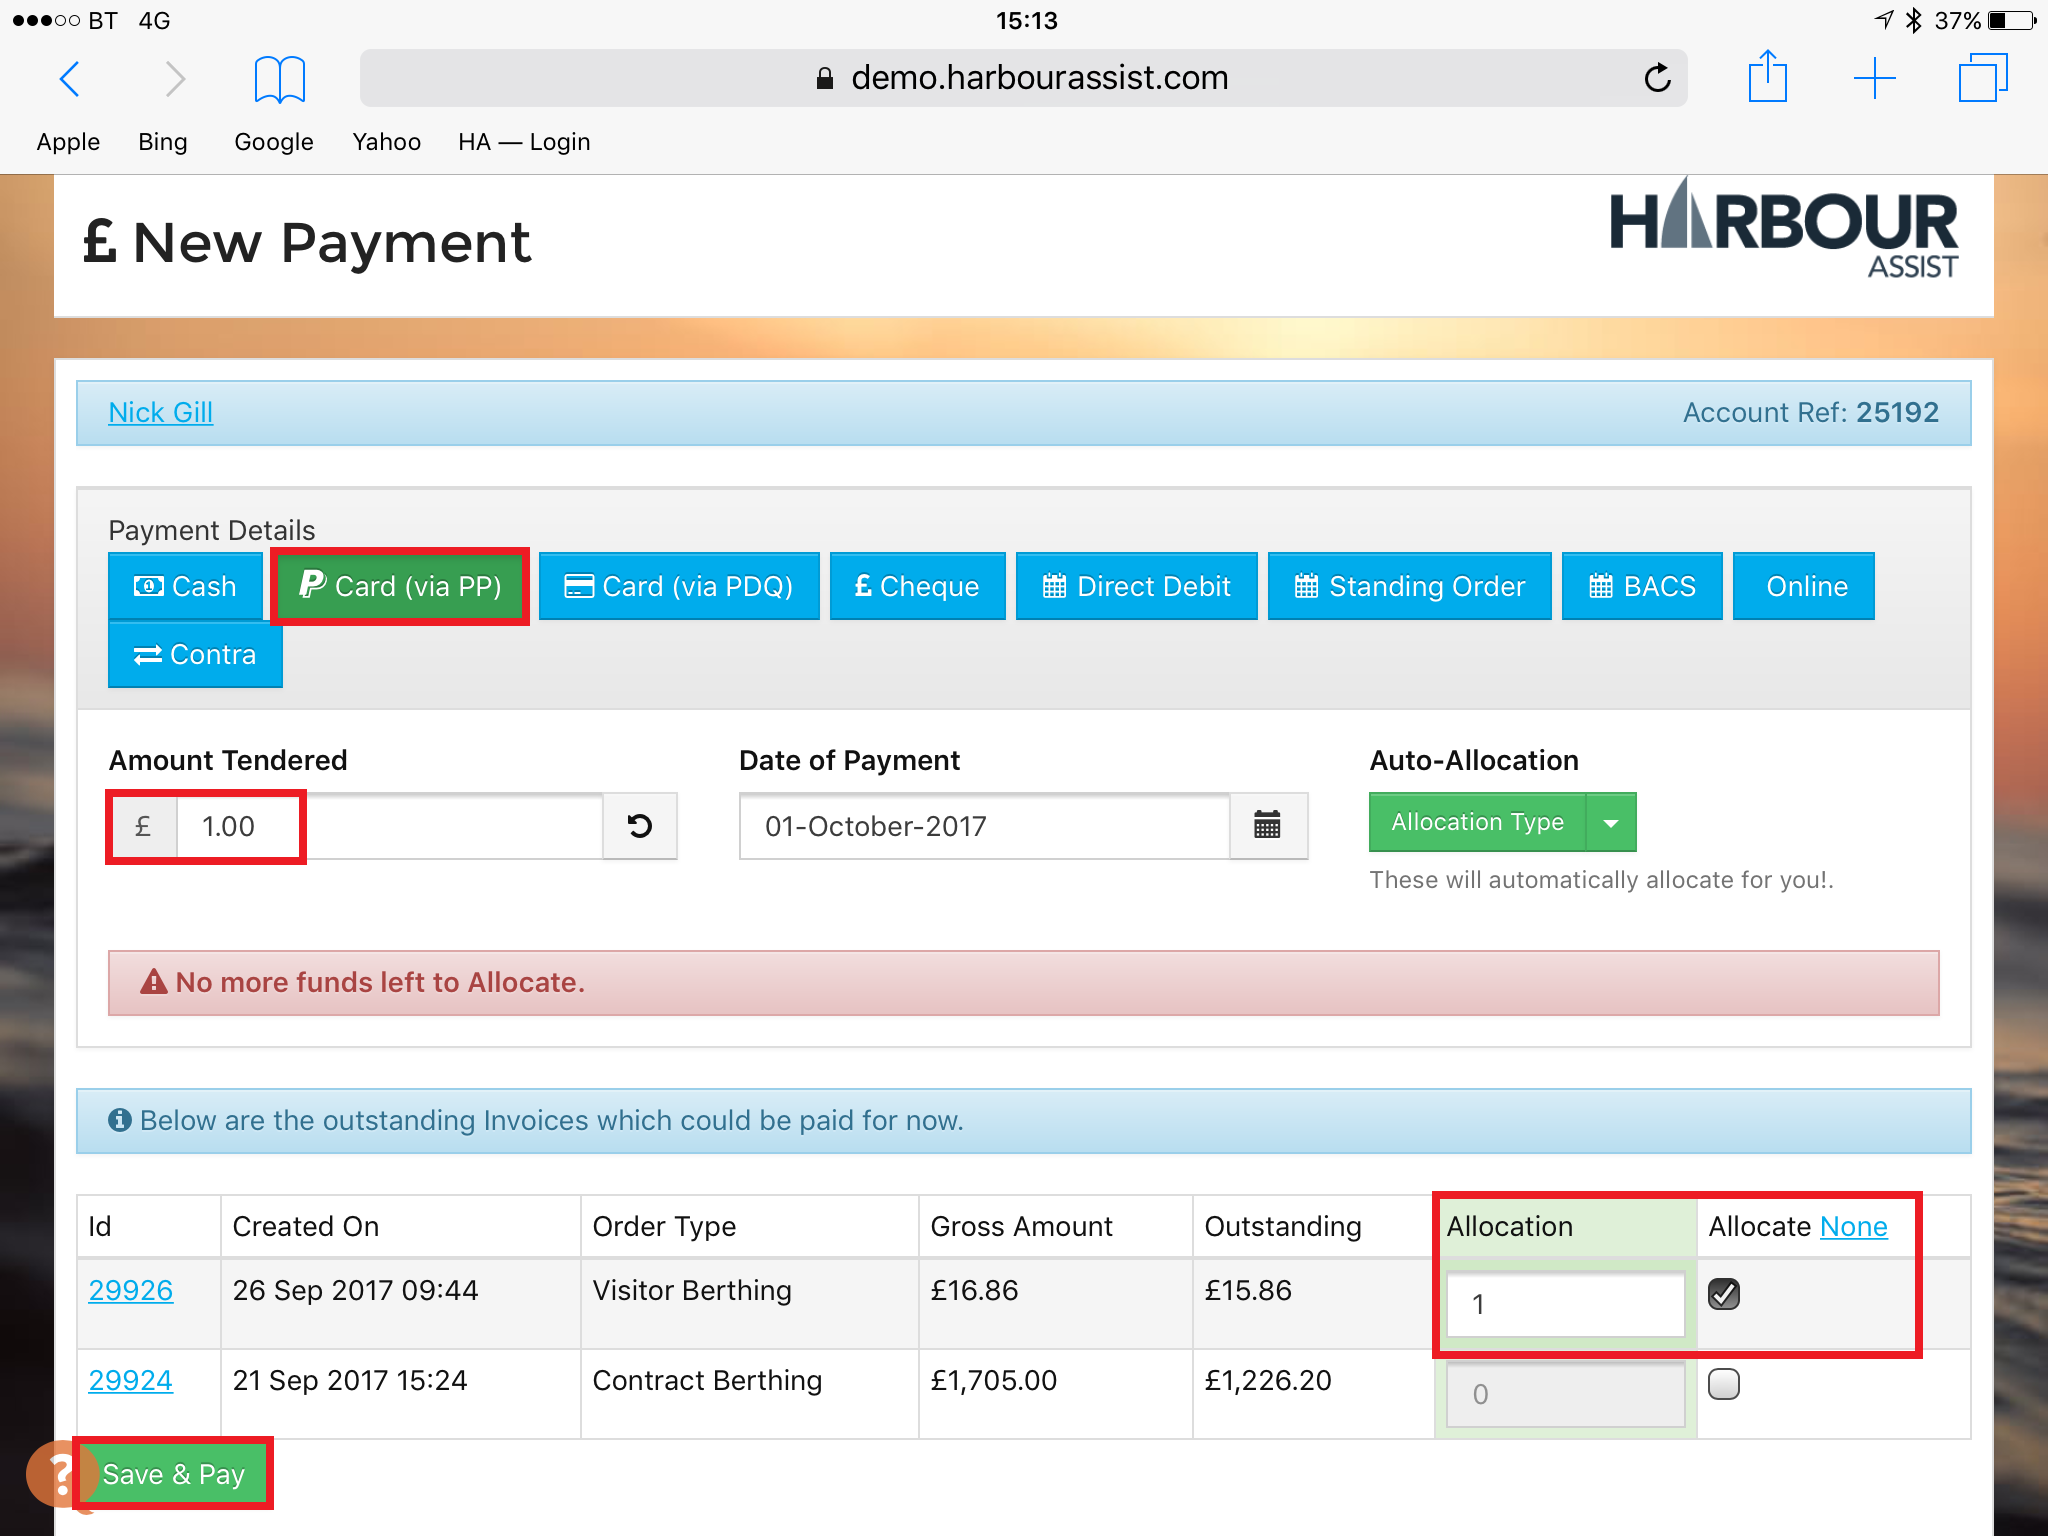 BT 4G 15:13 37%
demo.harbourassist.com
Apple Bing Google Yahoo HA — Login
£ New Payment
HARBOUR
ASSIST
Nick Gill Account Ref: 25192
Payment Details
Cash Card (via PP) Card (via PDQ) £ Cheque Direct Debit Standing Order BACS Online
Contra
Amount Tendered Date of Payment Auto-Allocation
£ 1.00 01-October-2017 Allocation Type
These will automatically allocate for you!.
No more funds left to Allocate.
Below are the outstanding Invoices which could be paid for now.
Id Created On Order Type Gross Amount Outstanding Allocation Allocate None
29926 26 Sep 2017 09:44 Visitor Berthing £16.86 £15.86 1
29924 21 Sep 2017 15:24 Contract Berthing £1,705.00 £1,226.20 0
? Save & Pay